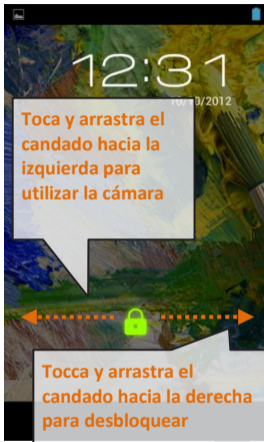 12:31
10/10/2012
Toca y arrastra el
candado hacia la
izquierda para
utilizar la cámara
Tocca y arrastra el
candado hacia la derecha
para desbloquear